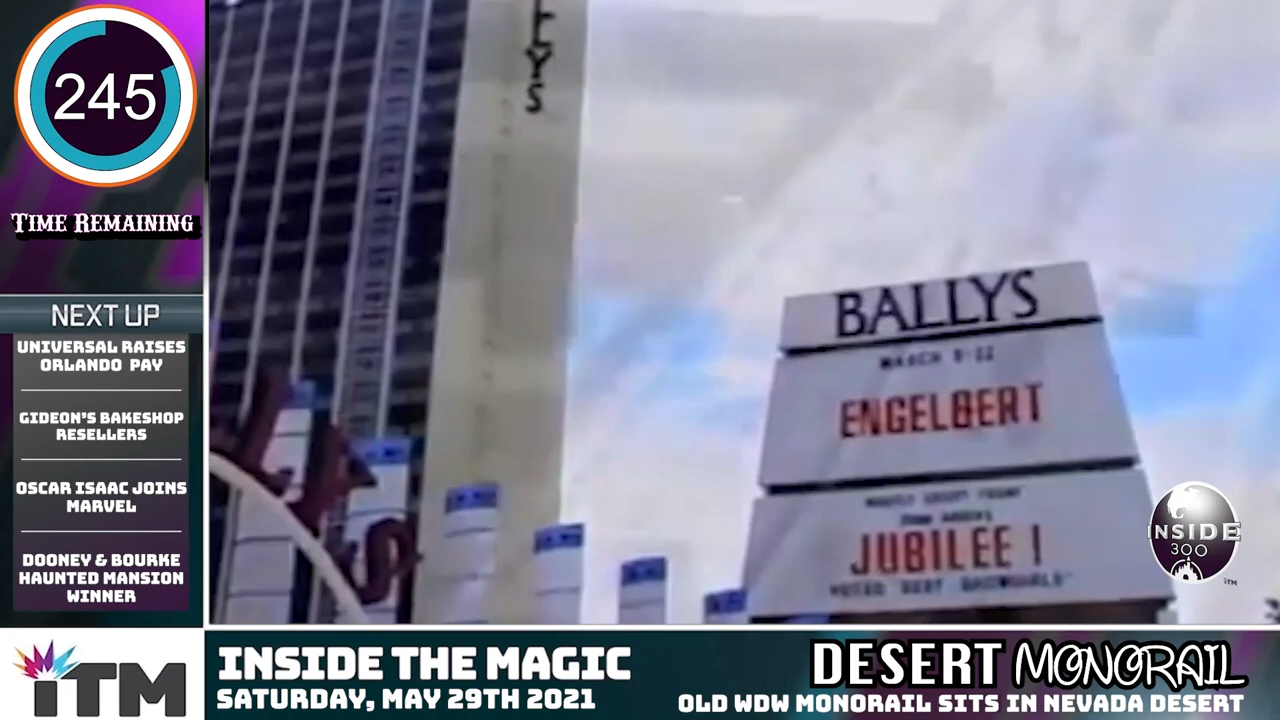 245
TIME REMAINING
NEXT UP
UNIVERSAL RAISES
ORLANDO PAY
GIDEON'S BAKESHOP
RESELLERS
OSCAR ISAAC JOINS
MARVEL
DOONEY & BOURKE
HAUNTED MANSION
WINNER
LYS
BALLYS
ENGELBERT
JUBILEE !
INSIDE
300
TM
iTM
INSIDE THE MAGIC
SATURDAY, MAY 29TH 2021
DESERT MONORAIL
OLD WDW MONORAIL SITS IN NEVADA DESERT